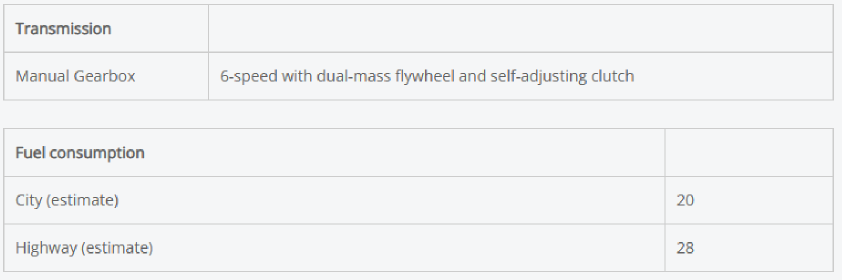 Transmission
Manual Gearbox 6-speed with dual-mass flywheel and self-adjusting clutch
Fuel consumption
City (estimate) 20
Highway (estimate) 28